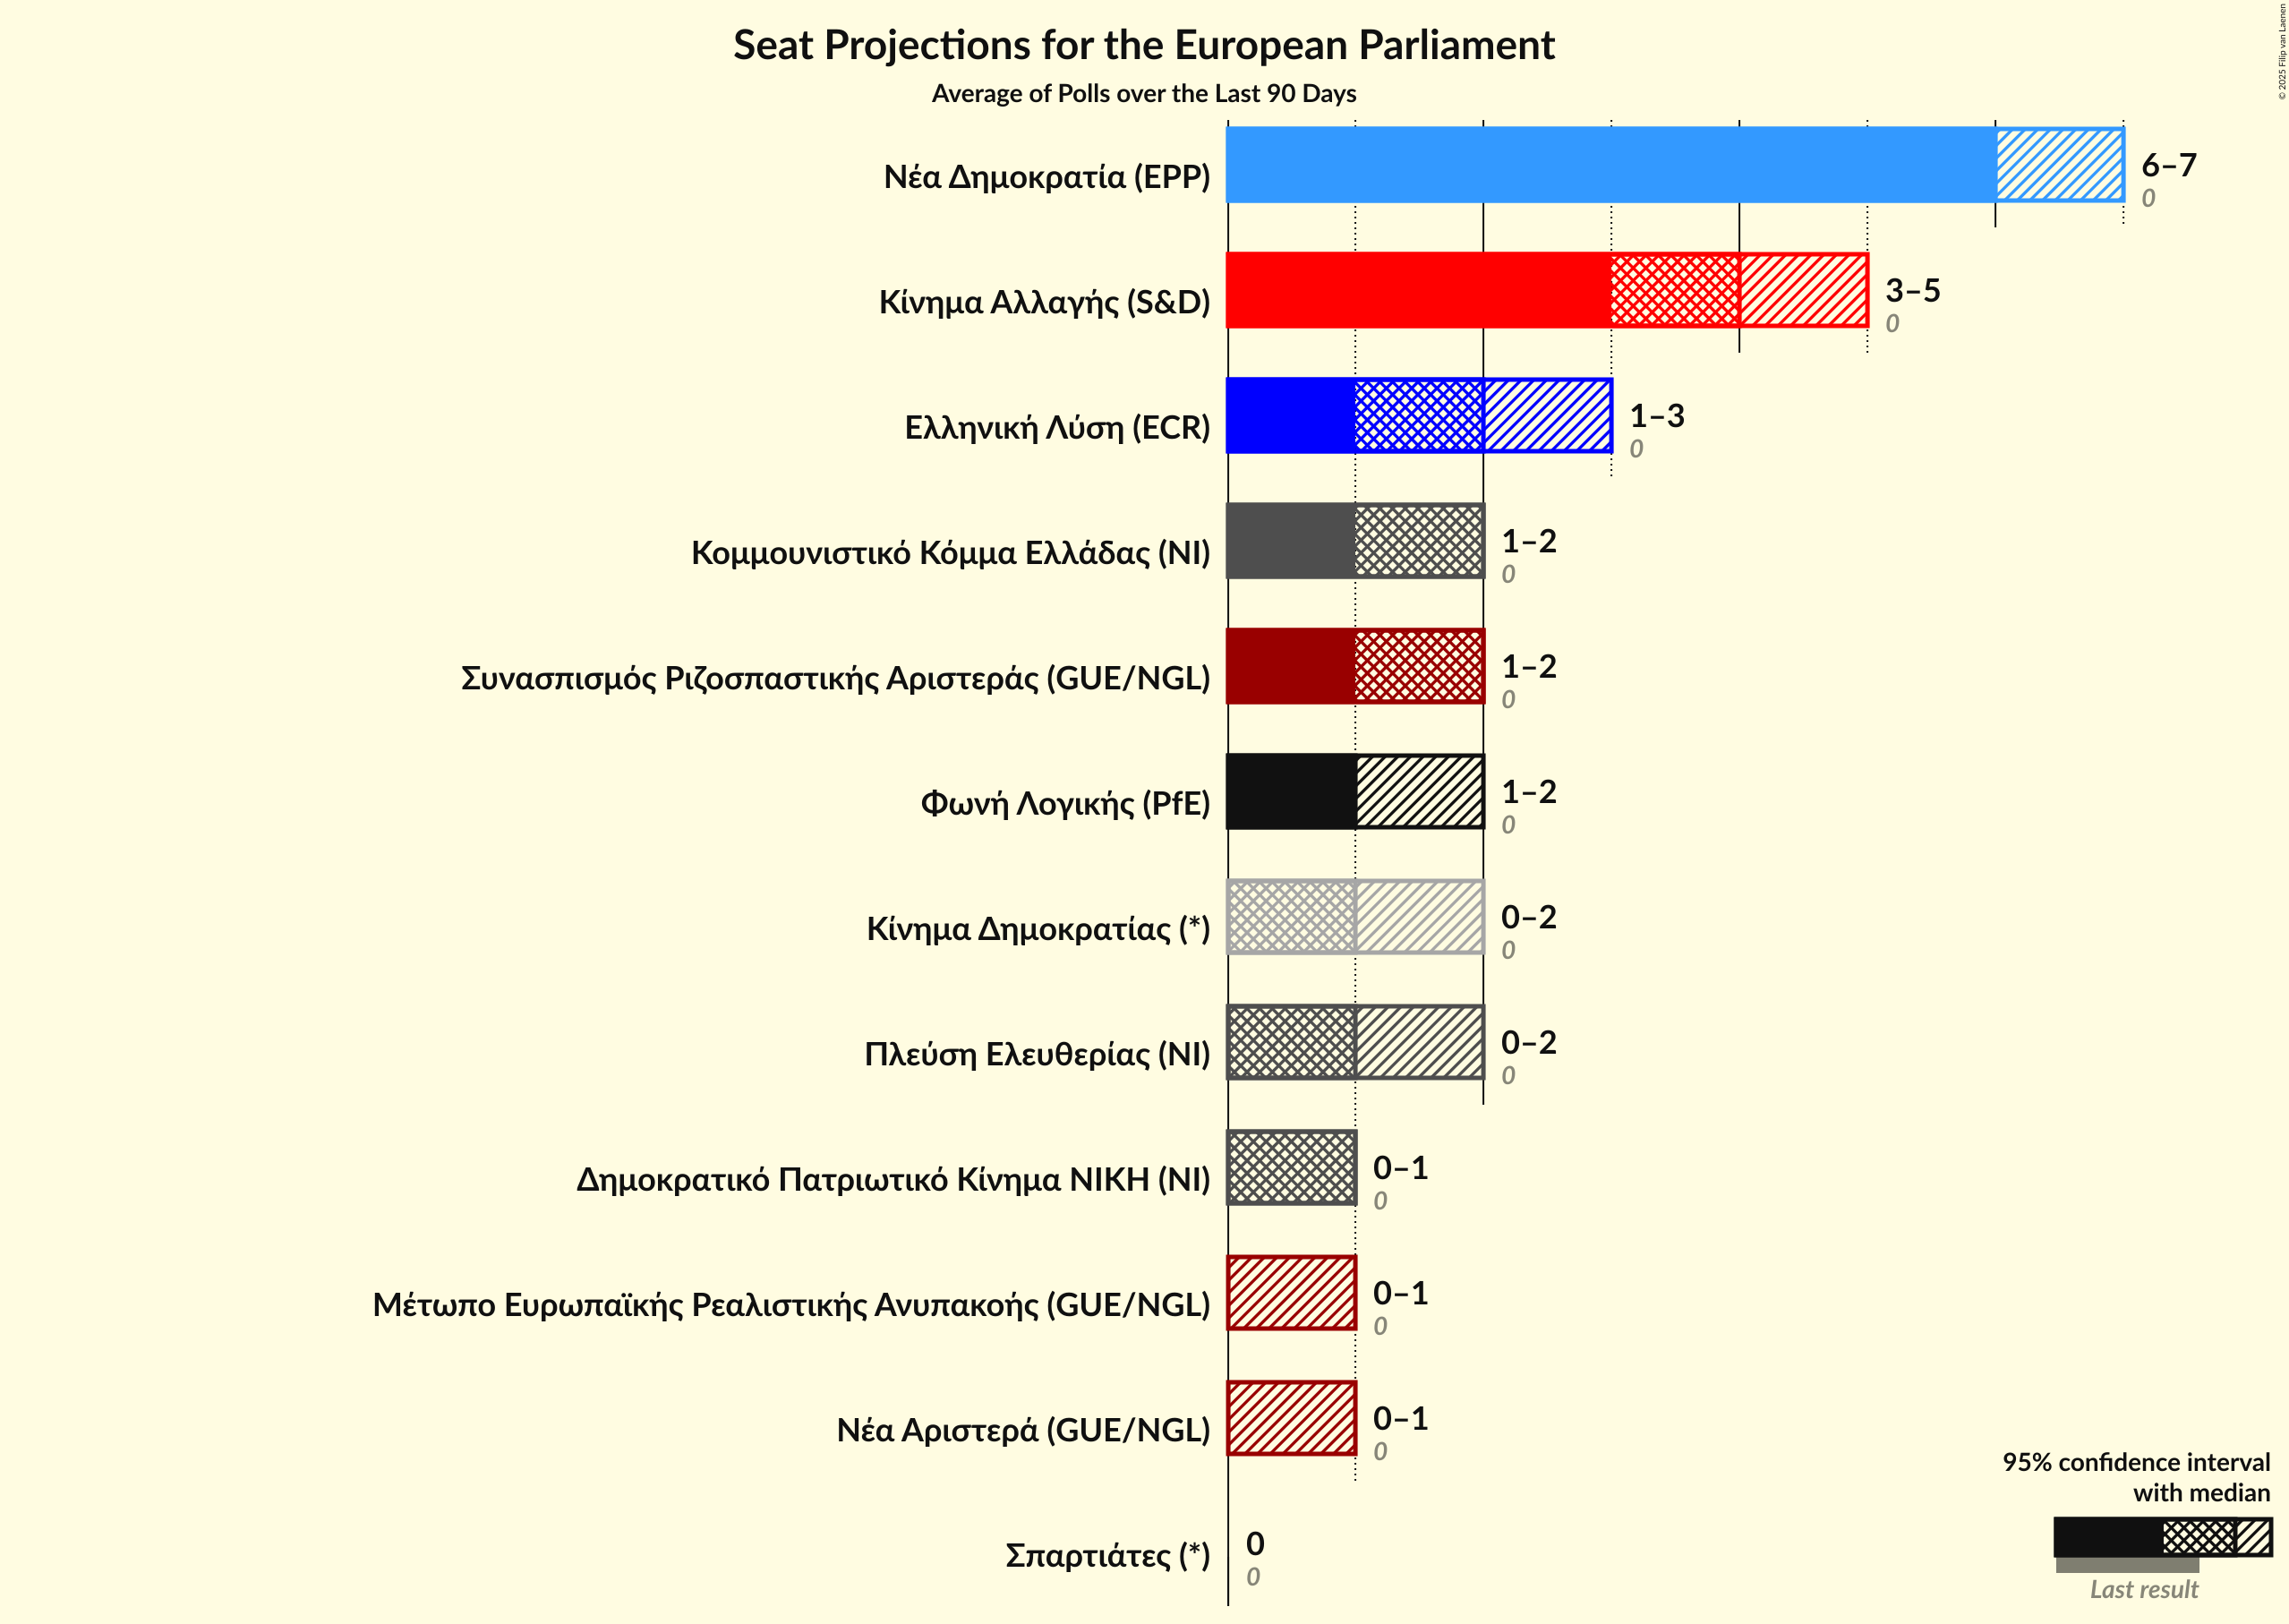 Seat Projections for the European Parliament
Average of Polls over the Last 90 Days
© 2025 Filip van Laenen
Νέα Δημοκρατία (EPP)
6–7
0
Κίνημα Αλλαγής (S&D)
3–5
0
Ελληνική Λύση (ECR)
1–3
0
Κομμουνιστικό Κόμμα Ελλάδας (NI)
1–2
0
Συνασπισμός Ριζοσπαστικής Αριστεράς (GUE/NGL)
1–2
0
Φωνή Λογικής (PfE)
1–2
0
Κίνημα Δημοκρατίας (*)
0–2
0
Πλεύση Ελευθερίας (NI)
0–2
0
Δημοκρατικό Πατριωτικό Κίνημα ΝΙΚΗ (NI)
0–1
0
Μέτωπο Ευρωπαϊκής Ρεαλιστικής Ανυπακοής (GUE/NGL)
0–1
0
Νέα Αριστερά (GUE/NGL)
0–1
0
Σπαρτιάτες (*)
0
0
95% confidence interval
with median
Last result